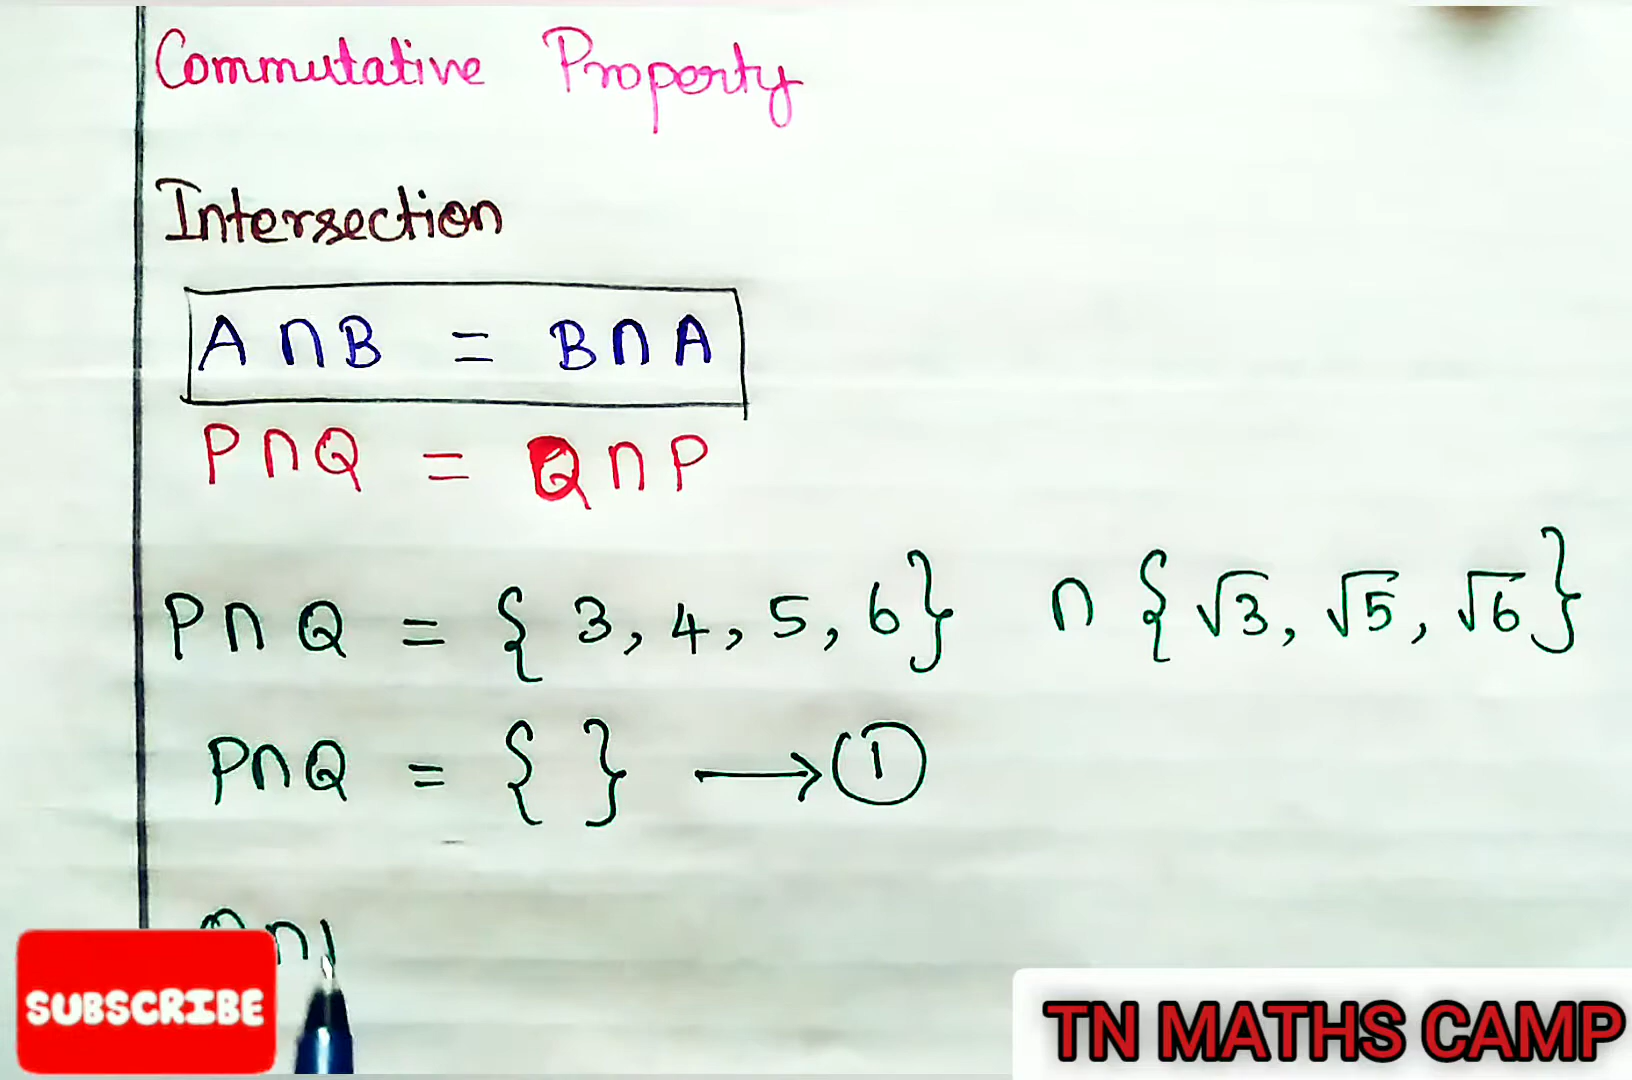 Commutative Property
Intersection
A∩B = B∩A
P∩Q = Q∩P
P∩Q = { 3, 4, 5, 6} ∩ {√3, √5, √6}
P∩Q = { } → ①
SUBSCRIBE
TN MATHS CAMP